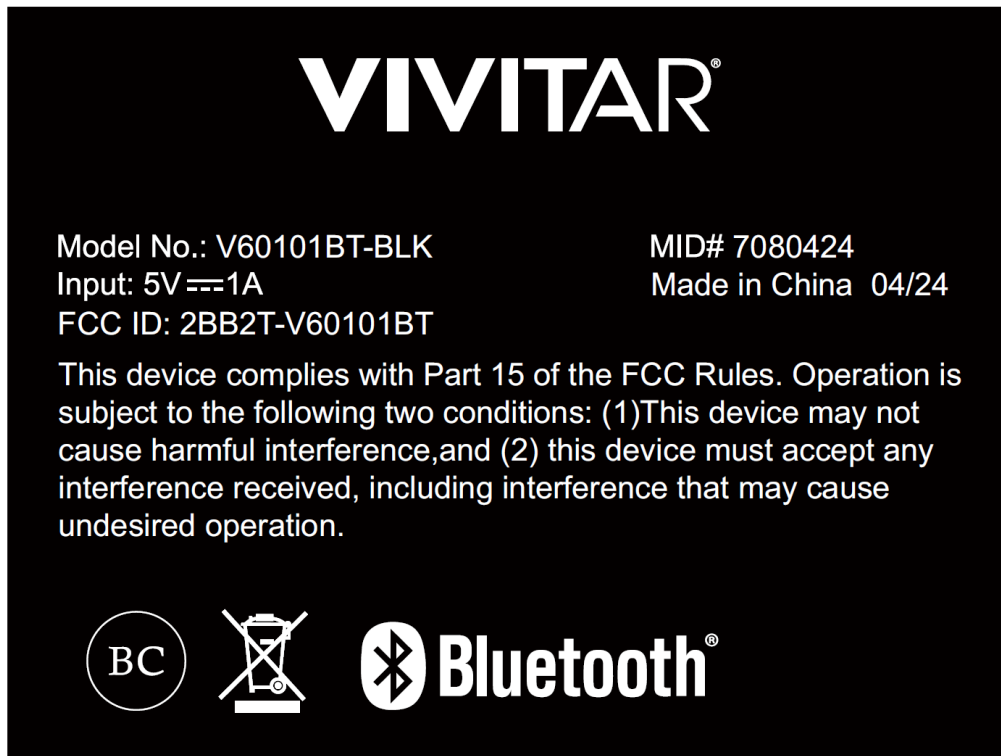 VIVITAR®
Model No.: V60101BT-BLK
MID# 7080424
Input: 5V⎓1A
Made in China 04/24
FCC ID: 2BB2T-V60101BT
This device complies with Part 15 of the FCC Rules. Operation is
subject to the following two conditions: (1)This device may not
cause harmful interference,and (2) this device must accept any
interference received, including interference that may cause
undesired operation.
BC
Bluetooth®